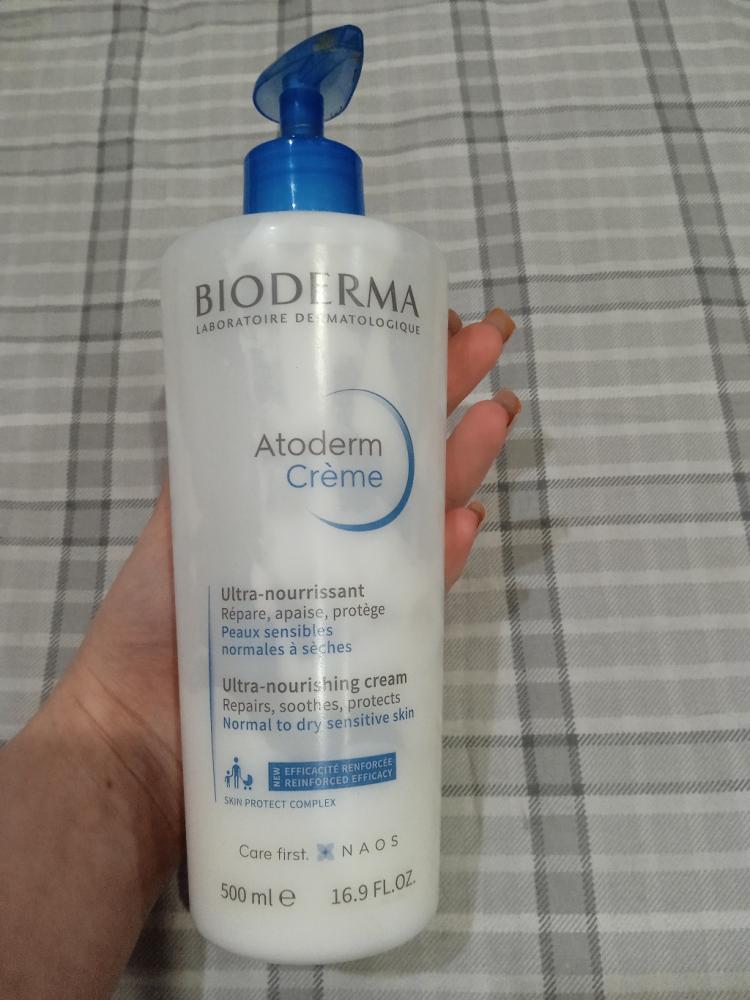 BIODERMA
LABORATOIRE DERMATOLOGIQUE
Atoderm
Crème
Ultra-nourrissant
Répare, apaise, protège
Peaux sensibles
normales à sèches
Ultra-nourishing cream
Repairs, soothes, protects
Normal to dry sensitive skin
NEW
EFFICACITÉ RENFORCÉE
REINFORCED EFFICACY
SKIN PROTECT COMPLEX
Care first. NAOS
500 ml ℮ 16.9 FL.OZ.